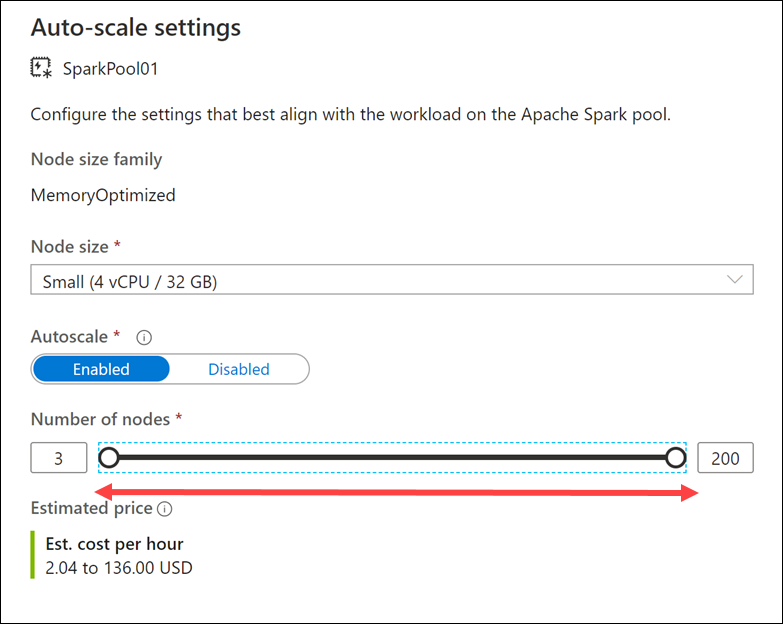 Auto-scale settings
SparkPool01
Configure the settings that best align with the workload on the Apache Spark pool.
Node size family
MemoryOptimized
Node size *
Small (4 vCPU / 32 GB)
Autoscale *
Enabled Disabled
Number of nodes *
3 200
Estimated price
Est. cost per hour
2.04 to 136.00 USD